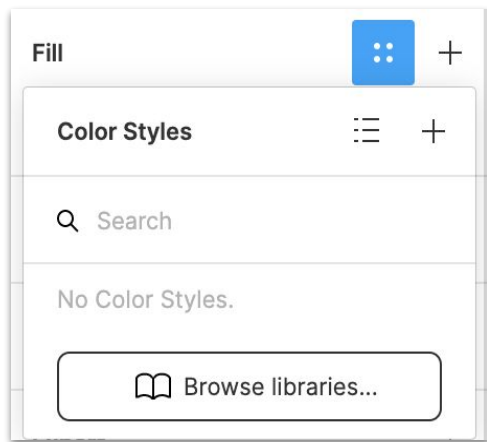 Fill
Color Styles
Search
No Color Styles.
Browse libraries...